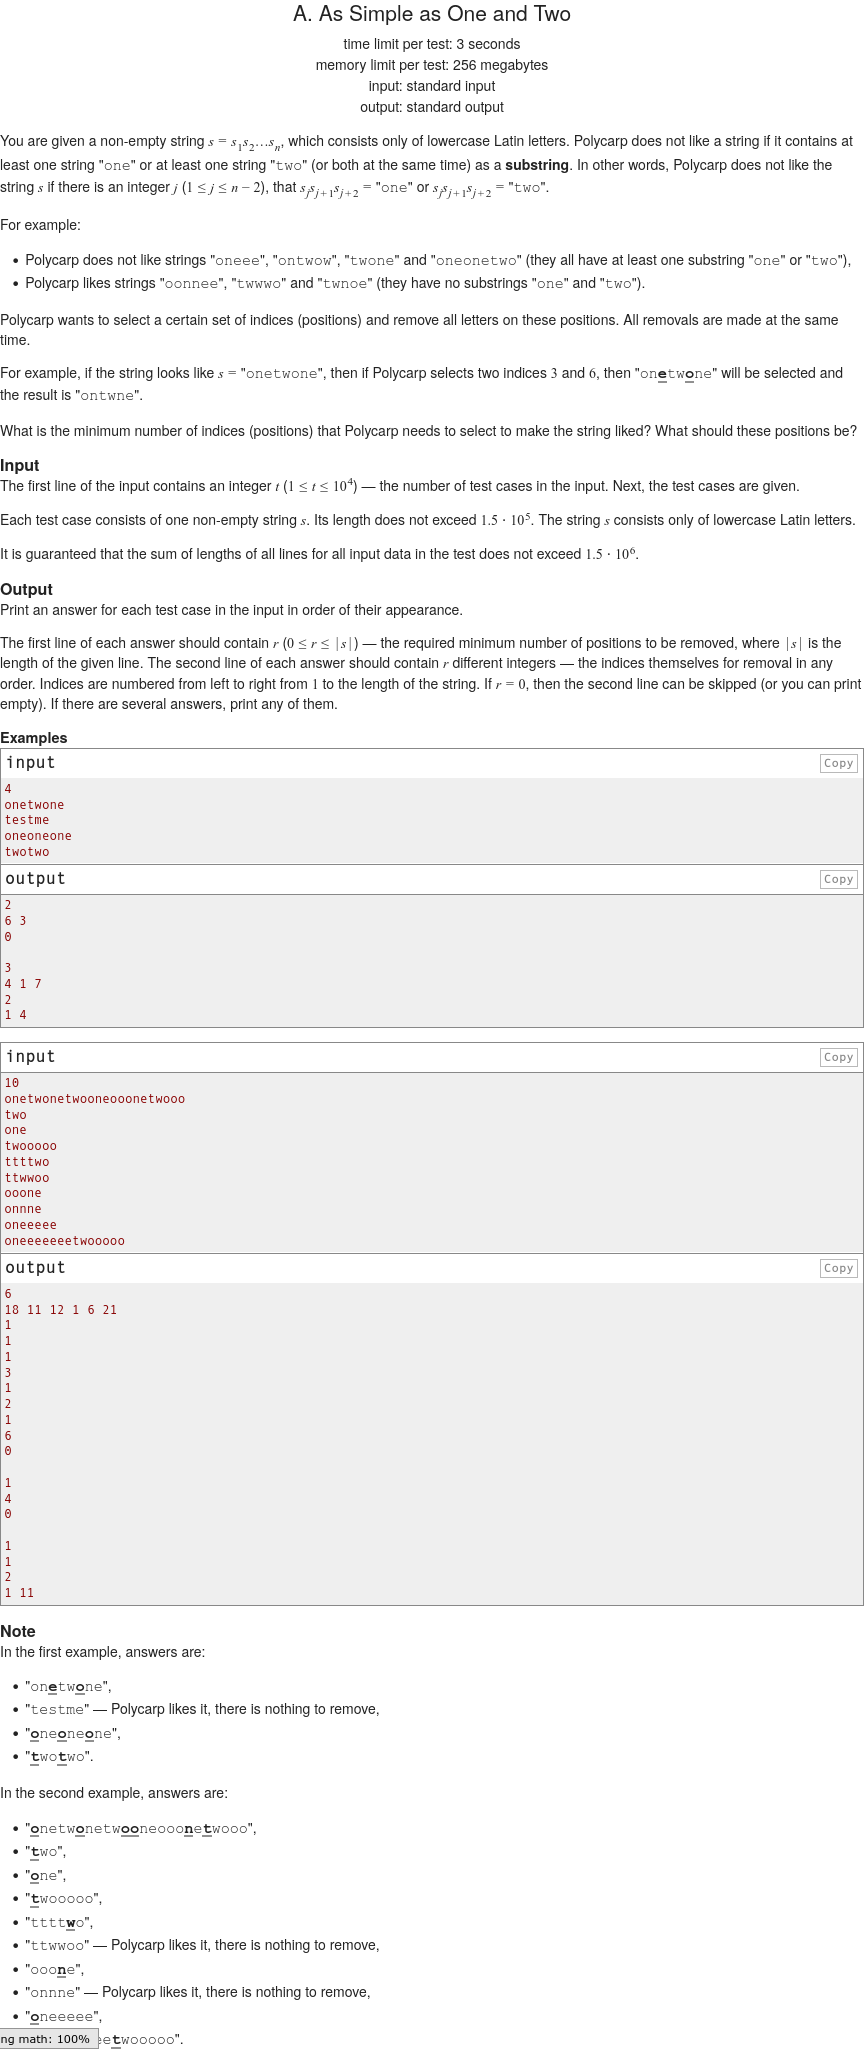 A. As Simple as One and Two
time limit per test: 3 seconds
memory limit per test: 256 megabytes
input: standard input
output: standard output
You are given a non-empty string s = s1s2…sn, which consists only of lowercase Latin letters. Polycarp does not like a string if it contains at
least one string "one" or at least one string "two" (or both at the same time) as a substring. In other words, Polycarp does not like the
string s if there is an integer j (1 ≤ j ≤ n − 2), that sjsj+1sj+2 = "one" or sjsj+1sj+2 = "two".
For example:
• Polycarp does not like strings "oneee", "ontwow", "twone" and "oneonetwo" (they all have at least one substring "one" or "two"),
• Polycarp likes strings "oonnee", "twwwo" and "twnoe" (they have no substrings "one" and "two").
Polycarp wants to select a certain set of indices (positions) and remove all letters on these positions. All removals are made at the same
time.
For example, if the string looks like s = "onetwone", then if Polycarp selects two indices 3 and 6, then "onetwone" will be selected and
the result is "ontwne".
What is the minimum number of indices (positions) that Polycarp needs to select to make the string liked? What should these positions be?
Input
The first line of the input contains an integer t (1 ≤ t ≤ 10^4) — the number of test cases in the input. Next, the test cases are given.
Each test case consists of one non-empty string s. Its length does not exceed 1.5 · 10^5. The string s consists only of lowercase Latin letters.
It is guaranteed that the sum of lengths of all lines for all input data in the test does not exceed 1.5 · 10^6.
Output
Print an answer for each test case in the input in order of their appearance.
The first line of each answer should contain r (0 ≤ r ≤ |s|) — the required minimum number of positions to be removed, where |s| is the
length of the given line. The second line of each answer should contain r different integers — the indices themselves for removal in any
order. Indices are numbered from left to right from 1 to the length of the string. If r = 0, then the second line can be skipped (or you can print
empty). If there are several answers, print any of them.
Examples
input Copy
4
onetwone
testme
oneoneone
twotwo
output Copy
2
6 3
0
3
4 1 7
2
1 4
input Copy
10
onetwonetwooneooonetwooo
two
one
twooooo
ttttwo
ttwwoo
ooone
onnne
oneeeee
oneeeeeeetwooooo
output Copy
6
18 11 12 1 6 21
1
1
1
3
1
2
1
6
0
1
4
0
1
1
2
1 11
Note
In the first example, answers are:
• "onetwone",
• "testme" — Polycarp likes it, there is nothing to remove,
• "oneoneone",
• "twotwo".
In the second example, answers are:
• "onetwonetwooneooonetwooo",
• "two",
• "one",
• "twooooo",
• "ttttwo",
• "ttwwoo" — Polycarp likes it, there is nothing to remove,
• "ooone",
• "onnne" — Polycarp likes it, there is nothing to remove,
• "oneeeee",
ng math: 100% eetwooooo".